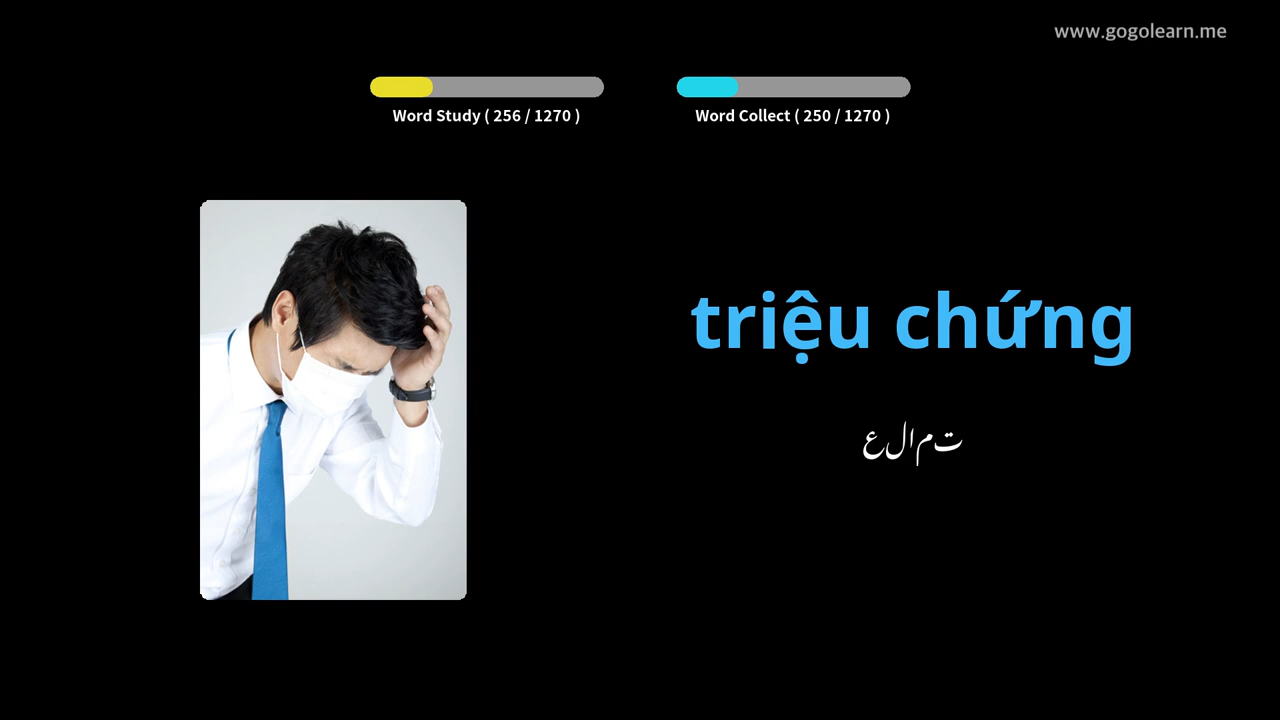 www.gogolearn.me
Word Study ( 256 / 1270 )
Word Collect ( 250 / 1270 )
triệu chứng
علامت